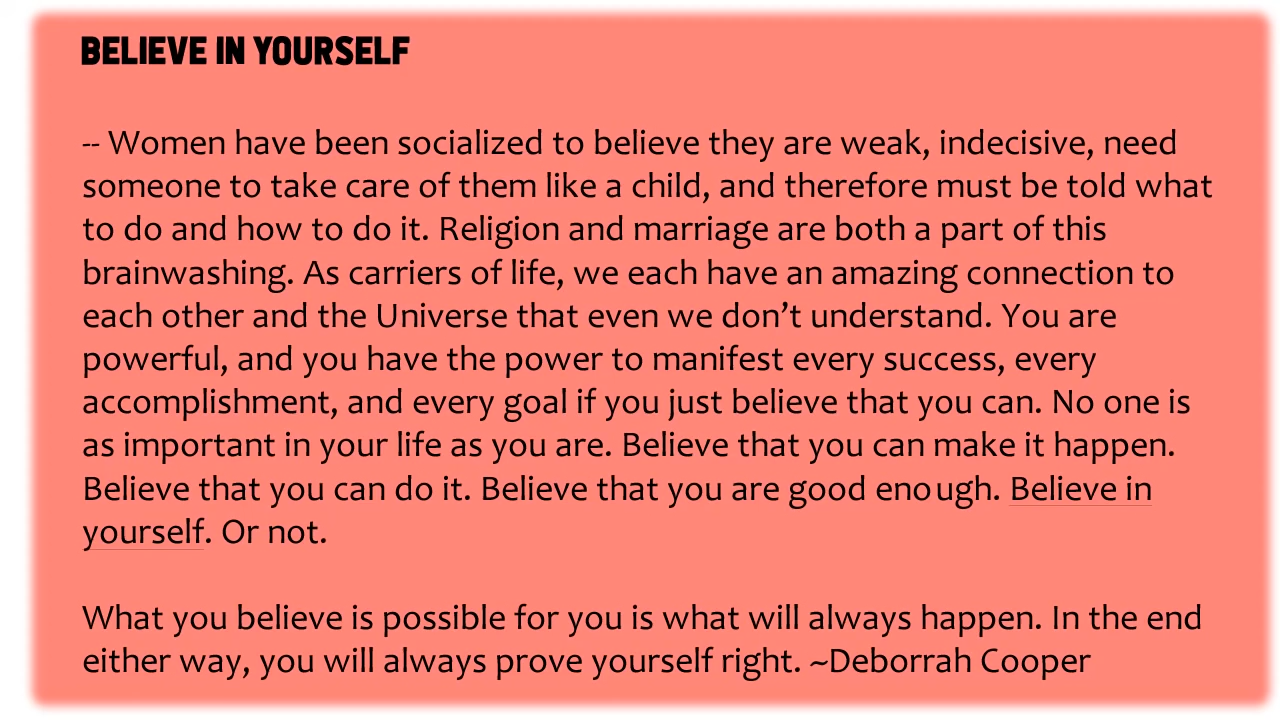 BELIEVE IN YOURSELF
-- Women have been socialized to believe they are weak, indecisive, need
someone to take care of them like a child, and therefore must be told what
to do and how to do it. Religion and marriage are both a part of this
brainwashing. As carriers of life, we each have an amazing connection to
each other and the Universe that even we don’t understand. You are
powerful, and you have the power to manifest every success, every
accomplishment, and every goal if you just believe that you can. No one is
as important in your life as you are. Believe that you can make it happen.
Believe that you can do it. Believe that you are good enough. Believe in
yourself. Or not.
What you believe is possible for you is what will always happen. In the end
either way, you will always prove yourself right. ~Deborrah Cooper